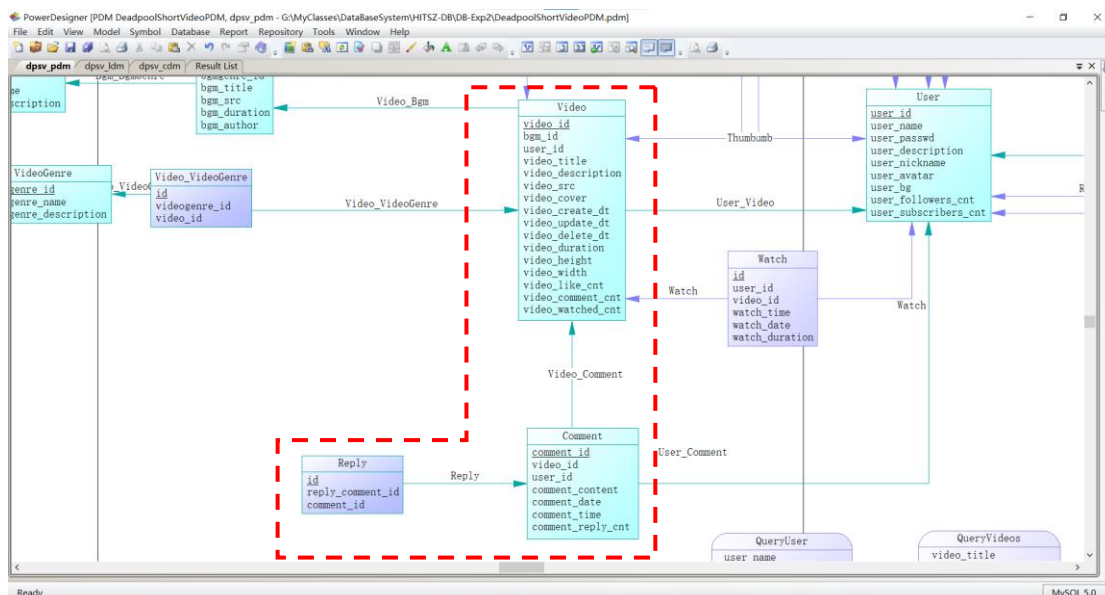 PowerDesigner [PDM DeadpoolShortVideoPDM, dpsv_pdm - G:\MyClasses\DataBaseSystem\HITSZ-DB\DB-Exp2\DeadpoolShortVideoPDM.pdm]
File Edit View Model Symbol Database Report Repository Tools Window Help
dpsv_pdm dpsv_ldm dpsv_cdm Result List
bgm_title
bgm_src
bgm_duration
bgm_author
scription
Video_Bgm
Video
video_id
bgm_id
user_id
video_title
video_description
video_src
video_cover
video_create_dt
video_update_dt
video_delete_dt
video_duration
video_height
video_width
video_like_cnt
video_comment_cnt
video_watched_cnt
Thumbumb
User
user_id
user_name
user_passwd
user_description
user_nickname
user_avatar
user_bg
user_followers_cnt
user_subscribers_cnt
VideoGenre
genre_id
genre_name
genre_description
Video_VideoGenre
id
videogenre_id
video_id
Video_VideoGenre
User_Video
Watch
id
user_id
video_id
watch_time
watch_date
watch_duration
Watch
Watch
Video_Comment
Comment
comment_id
video_id
user_id
comment_content
comment_date
comment_time
comment_reply_cnt
User_Comment
Reply
id
reply_comment_id
comment_id
Reply
QueryUser
user_name
QueryVideos
video_title
Ready
MySQL 5.0